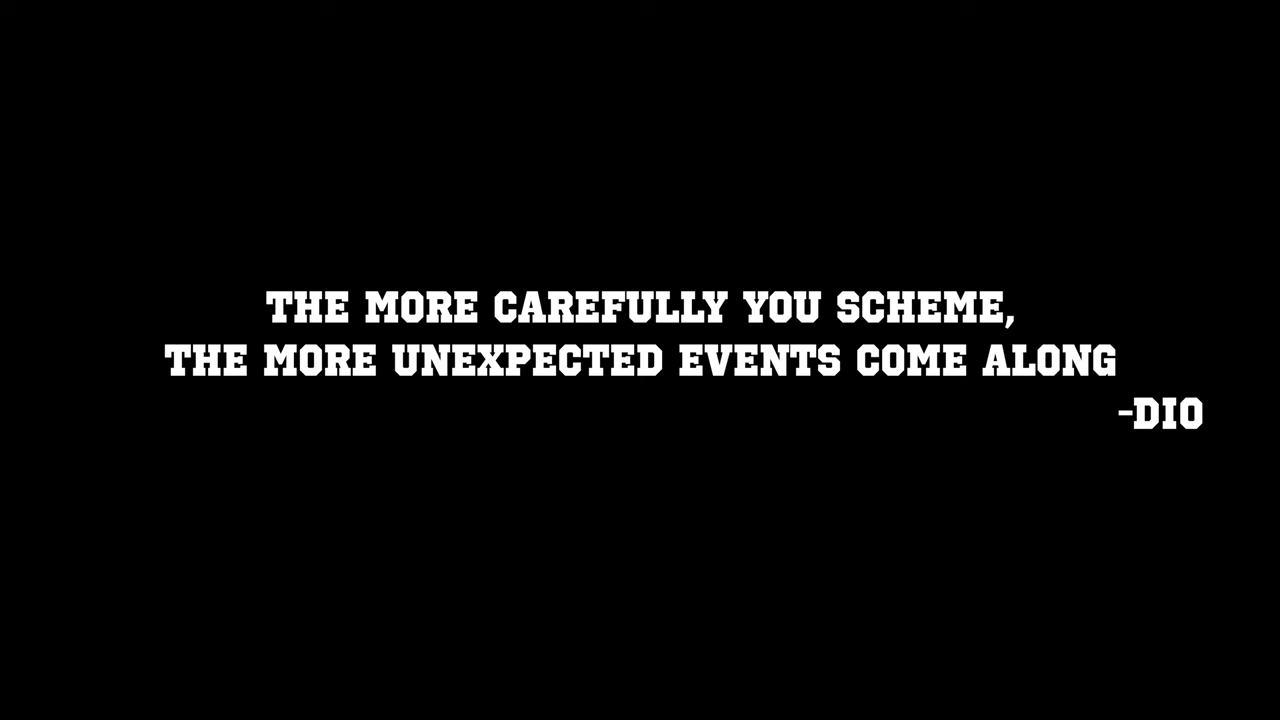 THE MORE CAREFULLY YOU SCHEME,
THE MORE UNEXPECTED EVENTS COME ALONG
-DIO